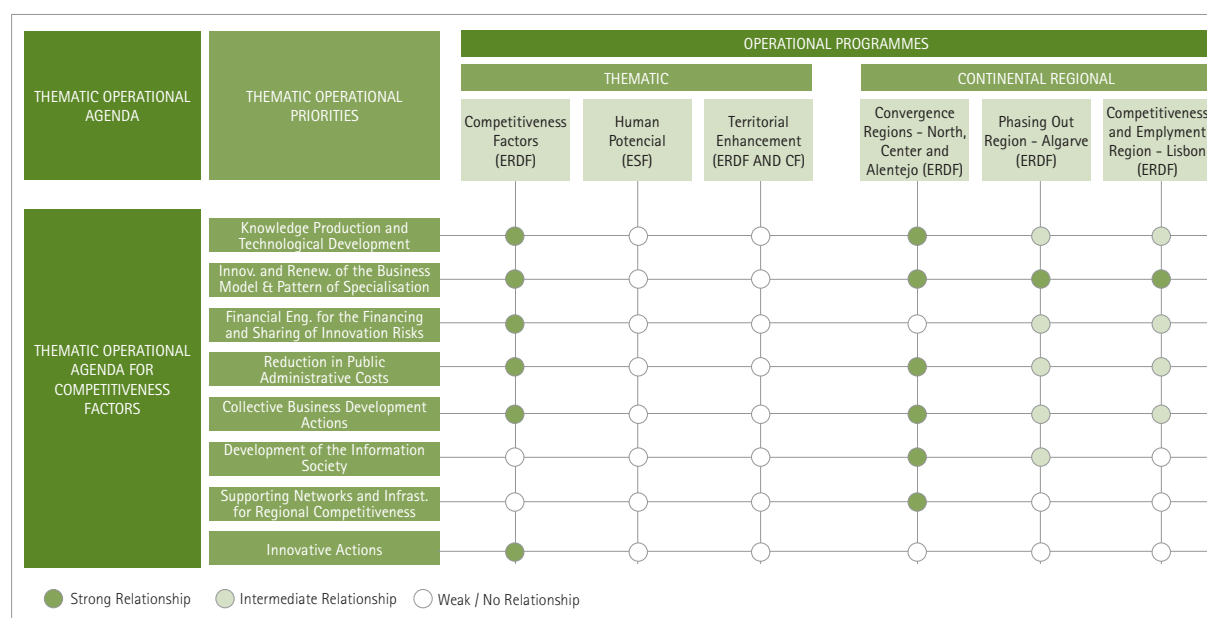 OPERATIONAL PROGRAMMES
THEMATIC OPERATIONAL
AGENDA
THEMATIC OPERATIONAL
PRIORITIES
THEMATIC
CONTINENTAL REGIONAL
Competitiveness
Factors
(ERDF)
Human
Potencial
(ESF)
Territorial
Enhancement
(ERDF AND CF)
Convergence
Regions - North,
Center and
Alentejo (ERDF)
Phasing Out
Region - Algarve
(ERDF)
Competitiveness
and Emplyment
Region - Lisbon
(ERDF)
THEMATIC OPERATIONAL
AGENDA FOR
COMPETITIVENESS
FACTORS
Knowledge Production and
Technological Development
Innov. and Renew. of the Business
Model & Pattern of Specialisation
Financial Eng. for the Financing
and Sharing of Innovation Risks
Reduction in Public
Administrative Costs
Collective Business Development
Actions
Development of the Information
Society
Supporting Networks and Infrast.
for Regional Competitiveness
Innovative Actions
Strong Relationship
Intermediate Relationship
Weak / No Relationship